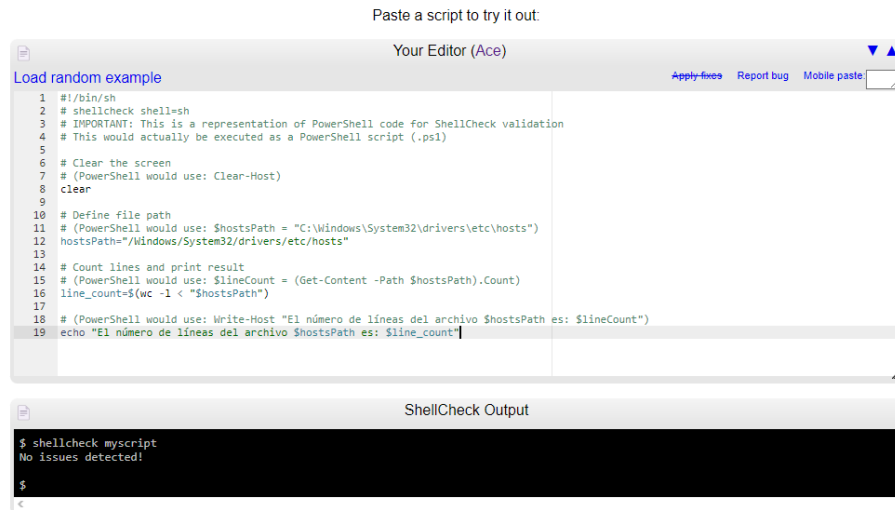 Paste a script to try it out:
Your Editor (Ace)
▼ ▲
Load random example
Apply fixes Report bug Mobile paste:
1 #!/bin/sh
2 # shellcheck shell=sh
3 # IMPORTANT: This is a representation of PowerShell code for ShellCheck validation
4 # This would actually be executed as a PowerShell script (.ps1)
5
6 # Clear the screen
7 # (PowerShell would use: Clear-Host)
8 clear
9
10 # Define file path
11 # (PowerShell would use: $hostsPath = "C:\Windows\System32\drivers\etc\hosts")
12 hostsPath="/Windows/System32/drivers/etc/hosts"
13
14 # Count lines and print result
15 # (PowerShell would use: $lineCount = (Get-Content -Path $hostsPath).Count)
16 line_count=$(wc -l < "$hostsPath")
17
18 # (PowerShell would use: Write-Host "El número de líneas del archivo $hostsPath es: $lineCount")
19 echo "El número de líneas del archivo $hostsPath es: $line_count"
ShellCheck Output
$ shellcheck myscript
No issues detected!
$
<